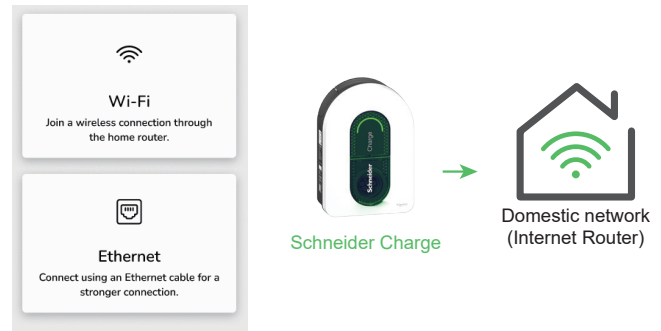 Wi-Fi
Join a wireless connection through
the home router.
Ethernet
Connect using an Ethernet cable for a
stronger connection.
Charge
Schneider
Schneider Charge
Domestic network
(Internet Router)